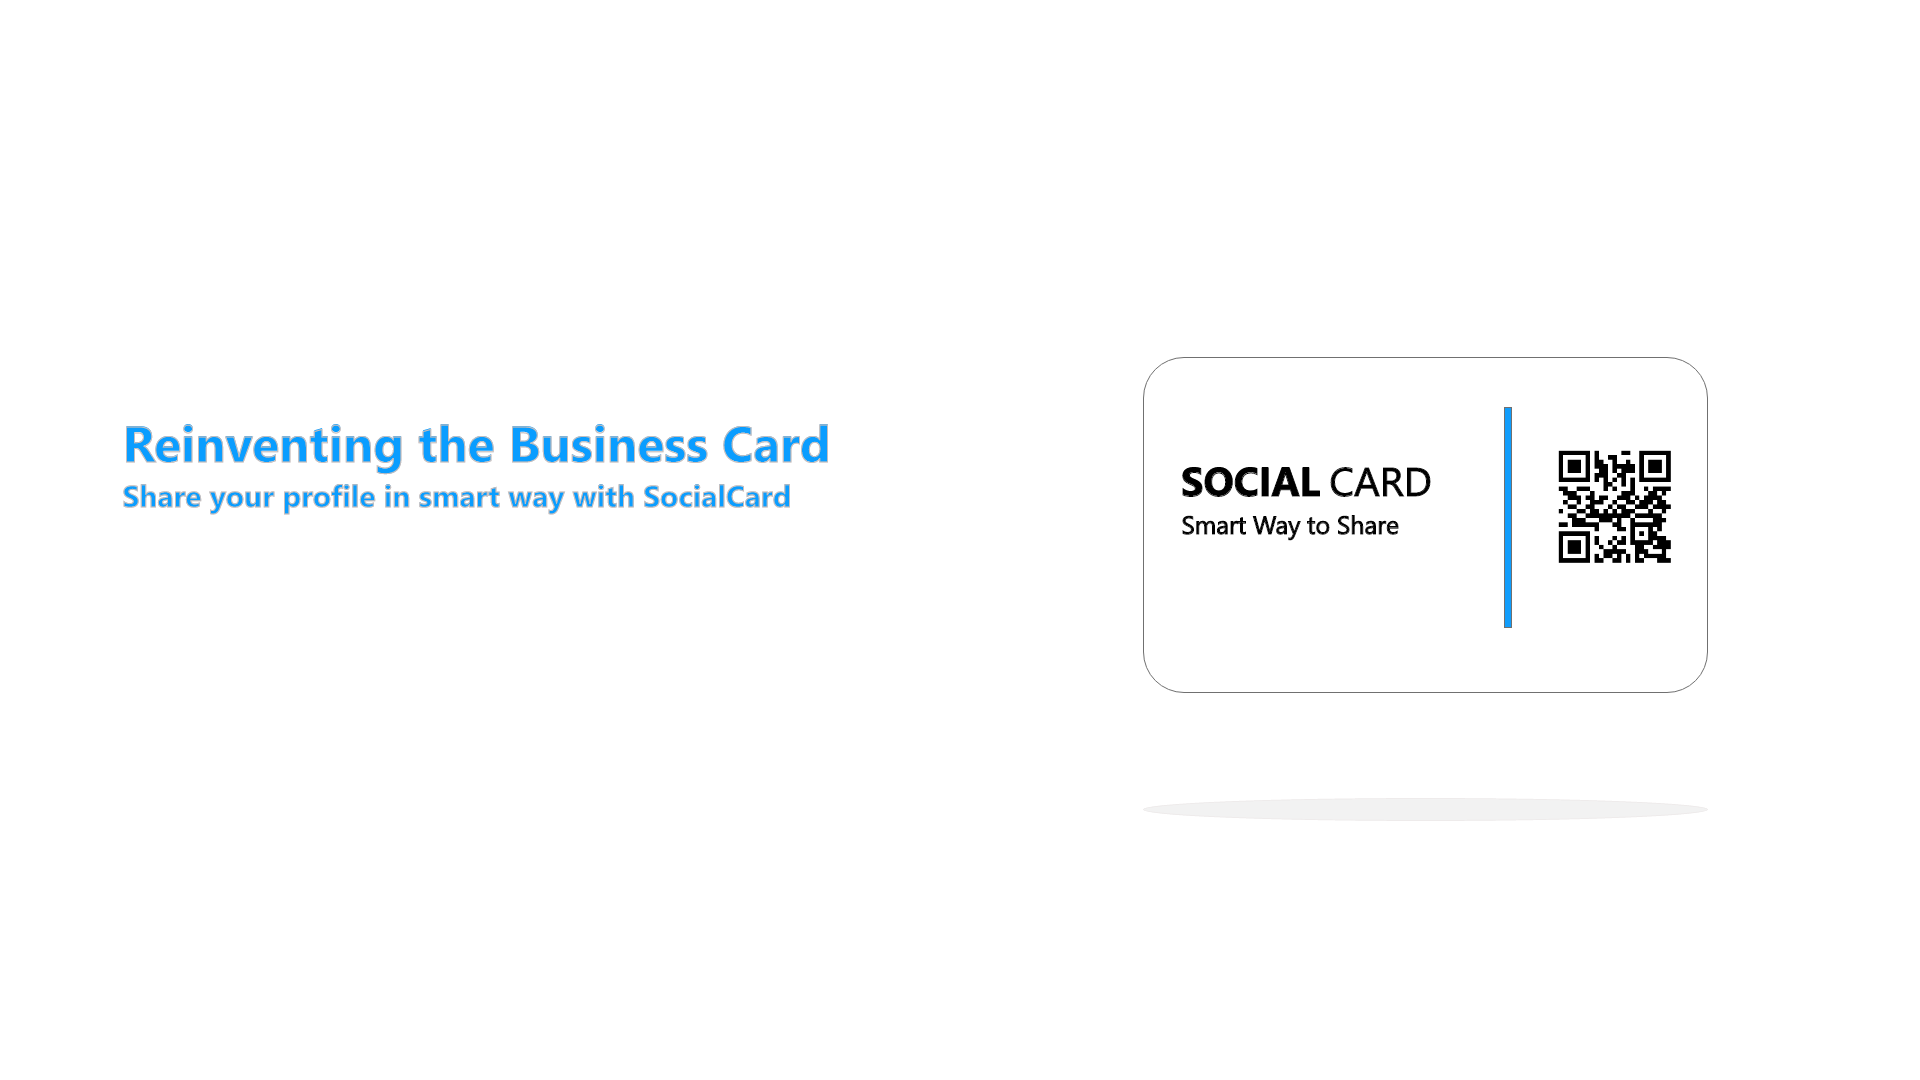 Reinventing the Business Card
Share your profile in smart way with SocialCard
SOCIAL CARD
Smart Way to Share